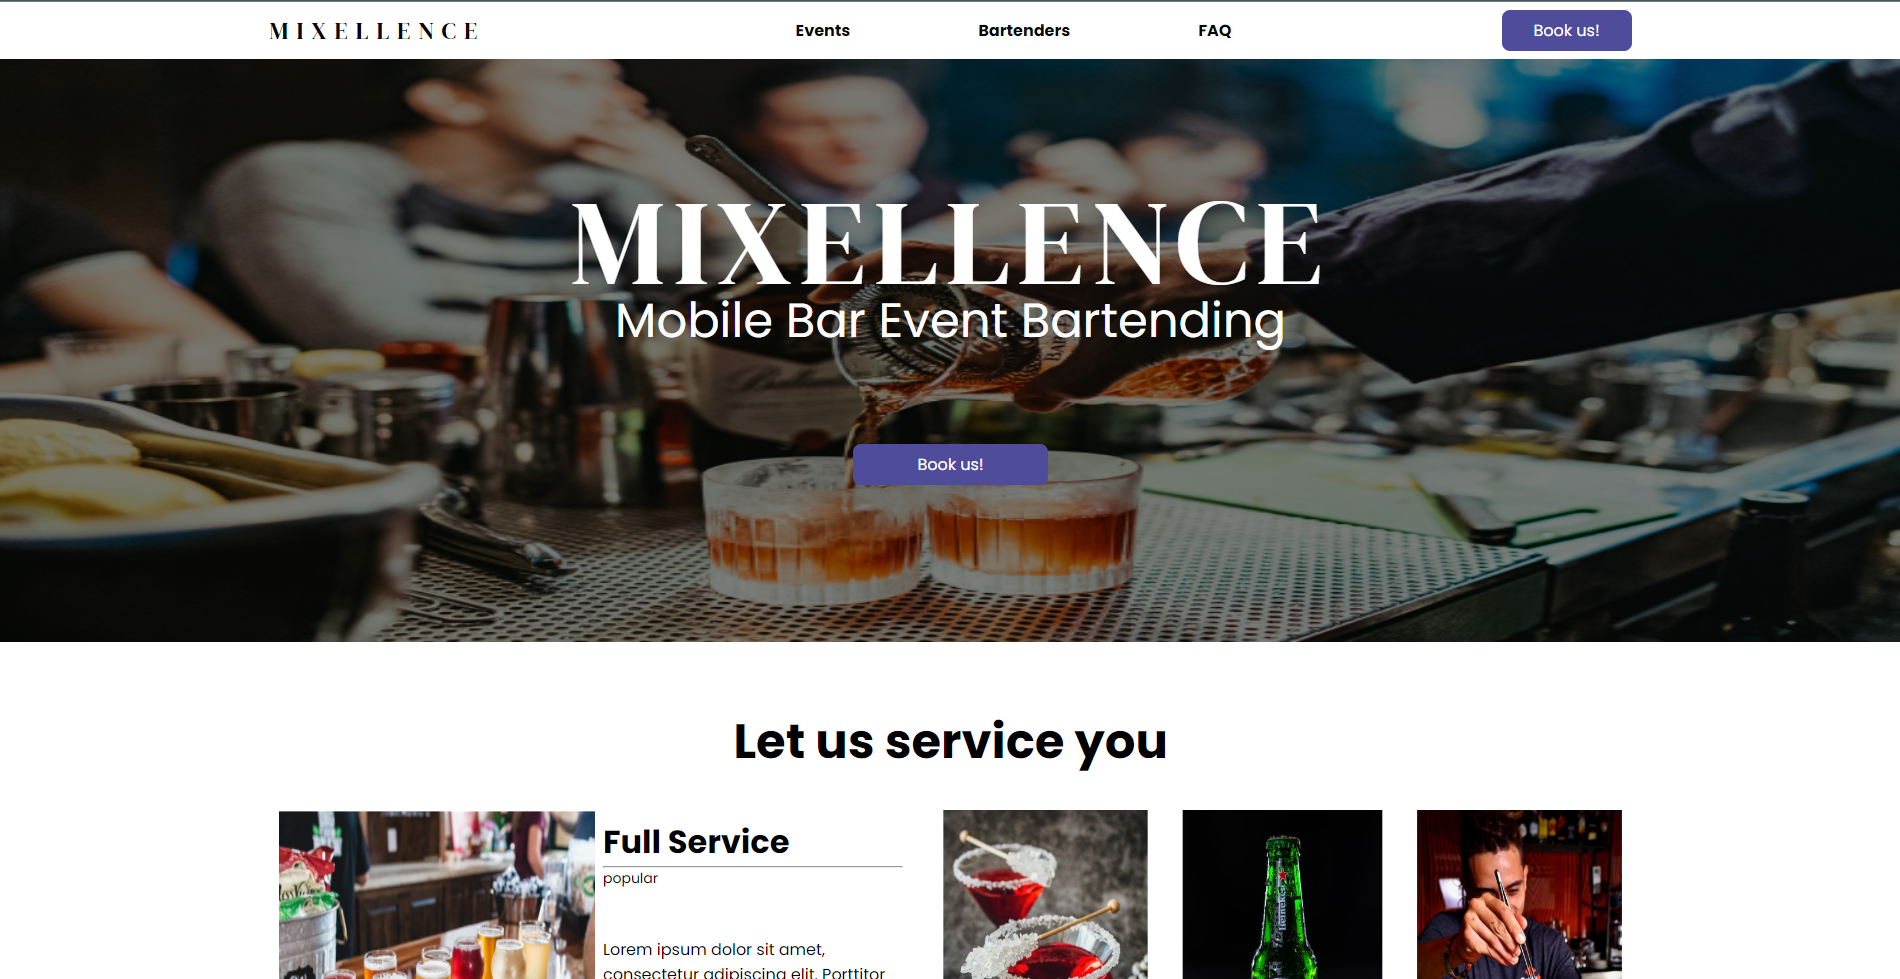 MIXELLENCE
Events
Bartenders
FAQ
Book us!
MIXELLENCE
Mobile Bar Event Bartending
Book us!
Let us service you
Full Service
popular
Lorem ipsum dolor sit amet,
consectetur adipiscing elit. Porttitor
Heineken